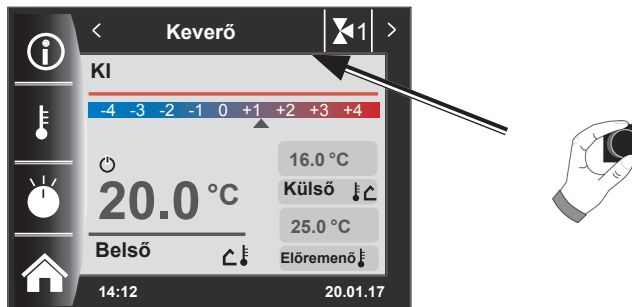 < Keverő 1 >
KI
-4 -3 -2 -1 0 +1 +2 +3 +4
16.0 °C
20.0 °C
Külső
25.0 °C
Belső
Előremenő
14:12 20.01.17